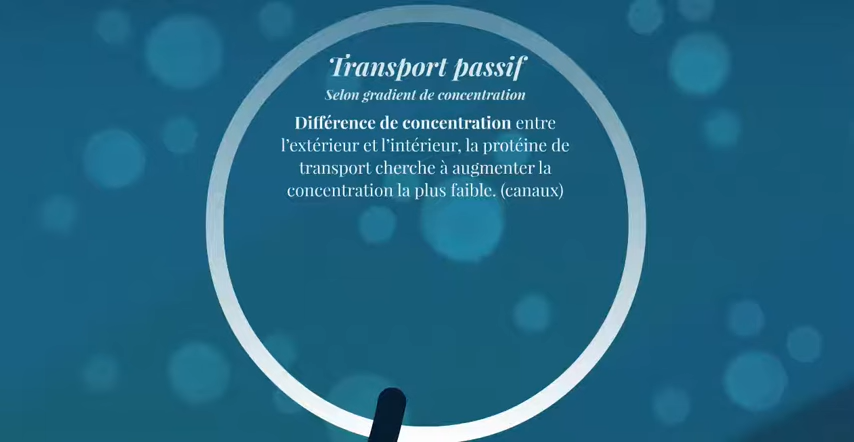 Transport passif
Selon gradient de concentration
Différence de concentration entre
l’extérieur et l’intérieur, la protéine de
transport cherche à augmenter la
concentration la plus faible. (canaux)